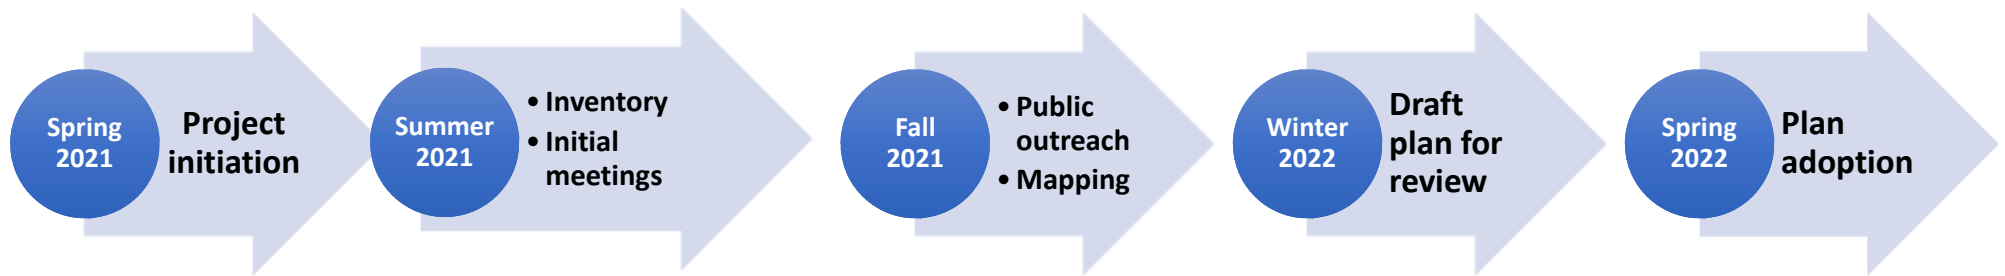 Spring
2021
Project
initiation
Summer
2021
• Inventory
• Initial
meetings
Fall
2021
• Public
outreach
• Mapping
Winter
2022
Draft
plan for
review
Spring
2022
Plan
adoption